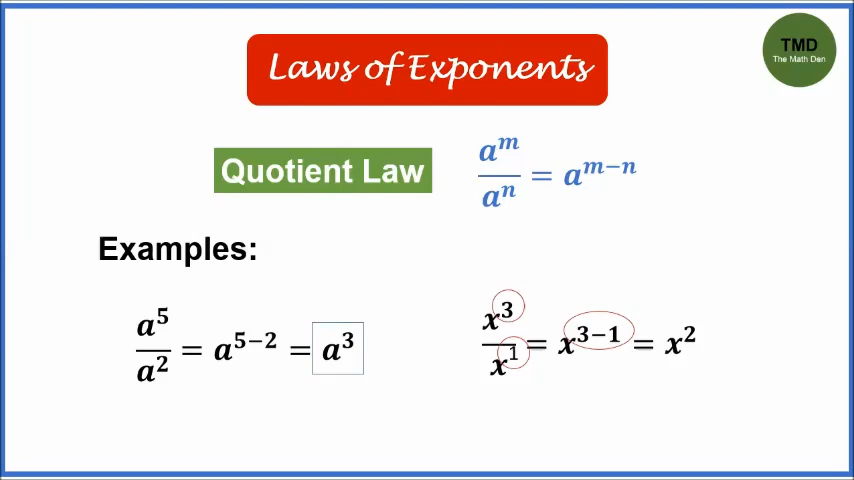 TMD
The Math Den
Laws of Exponents
Quotient Law
a^m / a^n = a^(m−n)
Examples:
a^5 / a^2 = a^(5−2) = a^3
x^3 / x^1 = x^(3−1) = x^2